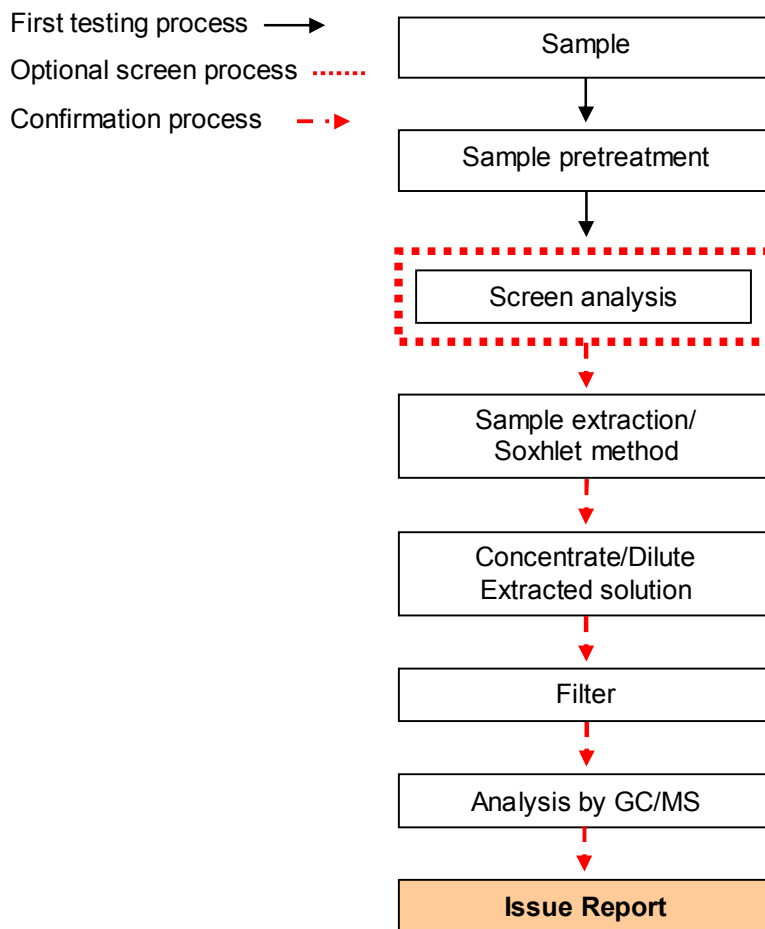 First testing process
Optional screen process
Confirmation process
Sample
Sample pretreatment
Screen analysis
Sample extraction/
Soxhlet method
Concentrate/Dilute
Extracted solution
Filter
Analysis by GC/MS
Issue Report